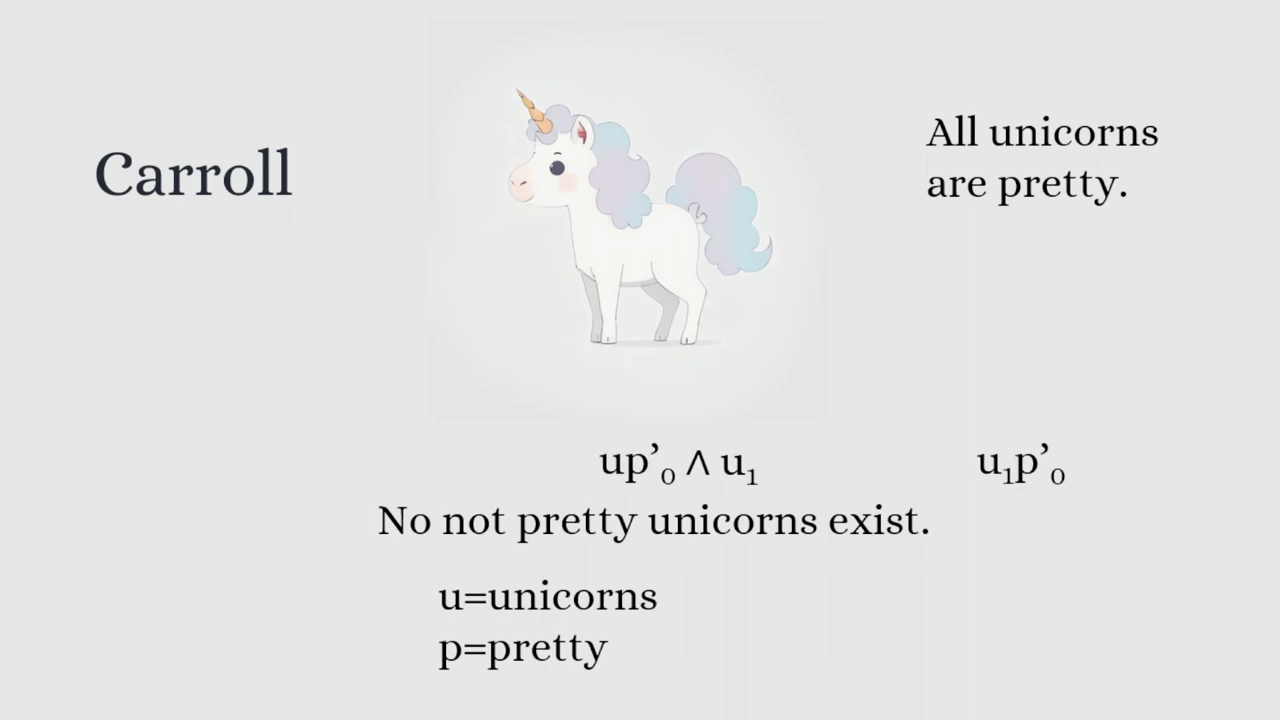 Carroll
All unicorns
are pretty.
up’₀ ∧ u₁
u₁p’₀
No not pretty unicorns exist.
u=unicorns
p=pretty